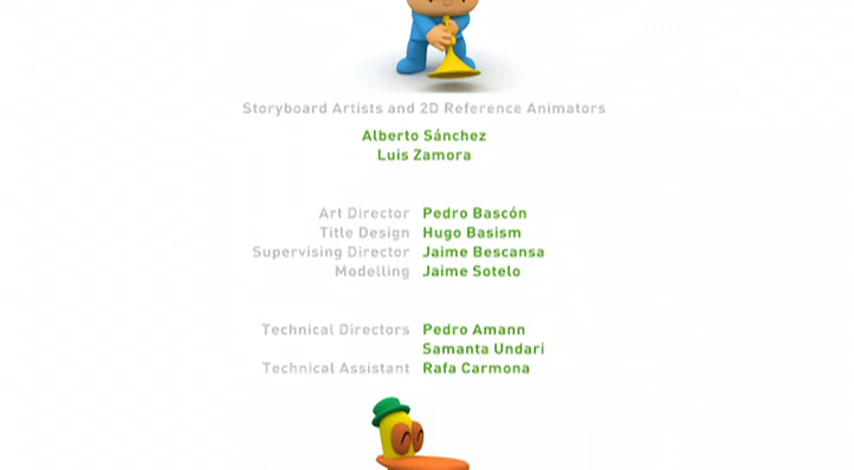 Storyboard Artists and 2D Reference Animators
Alberto Sánchez
Luis Zamora
Art Director Pedro Bascón
Title Design Hugo Basism
Supervising Director Jaime Bescansa
Modelling Jaime Sotelo
Technical Directors Pedro Amann
Samanta Undari
Technical Assistant Rafa Carmona